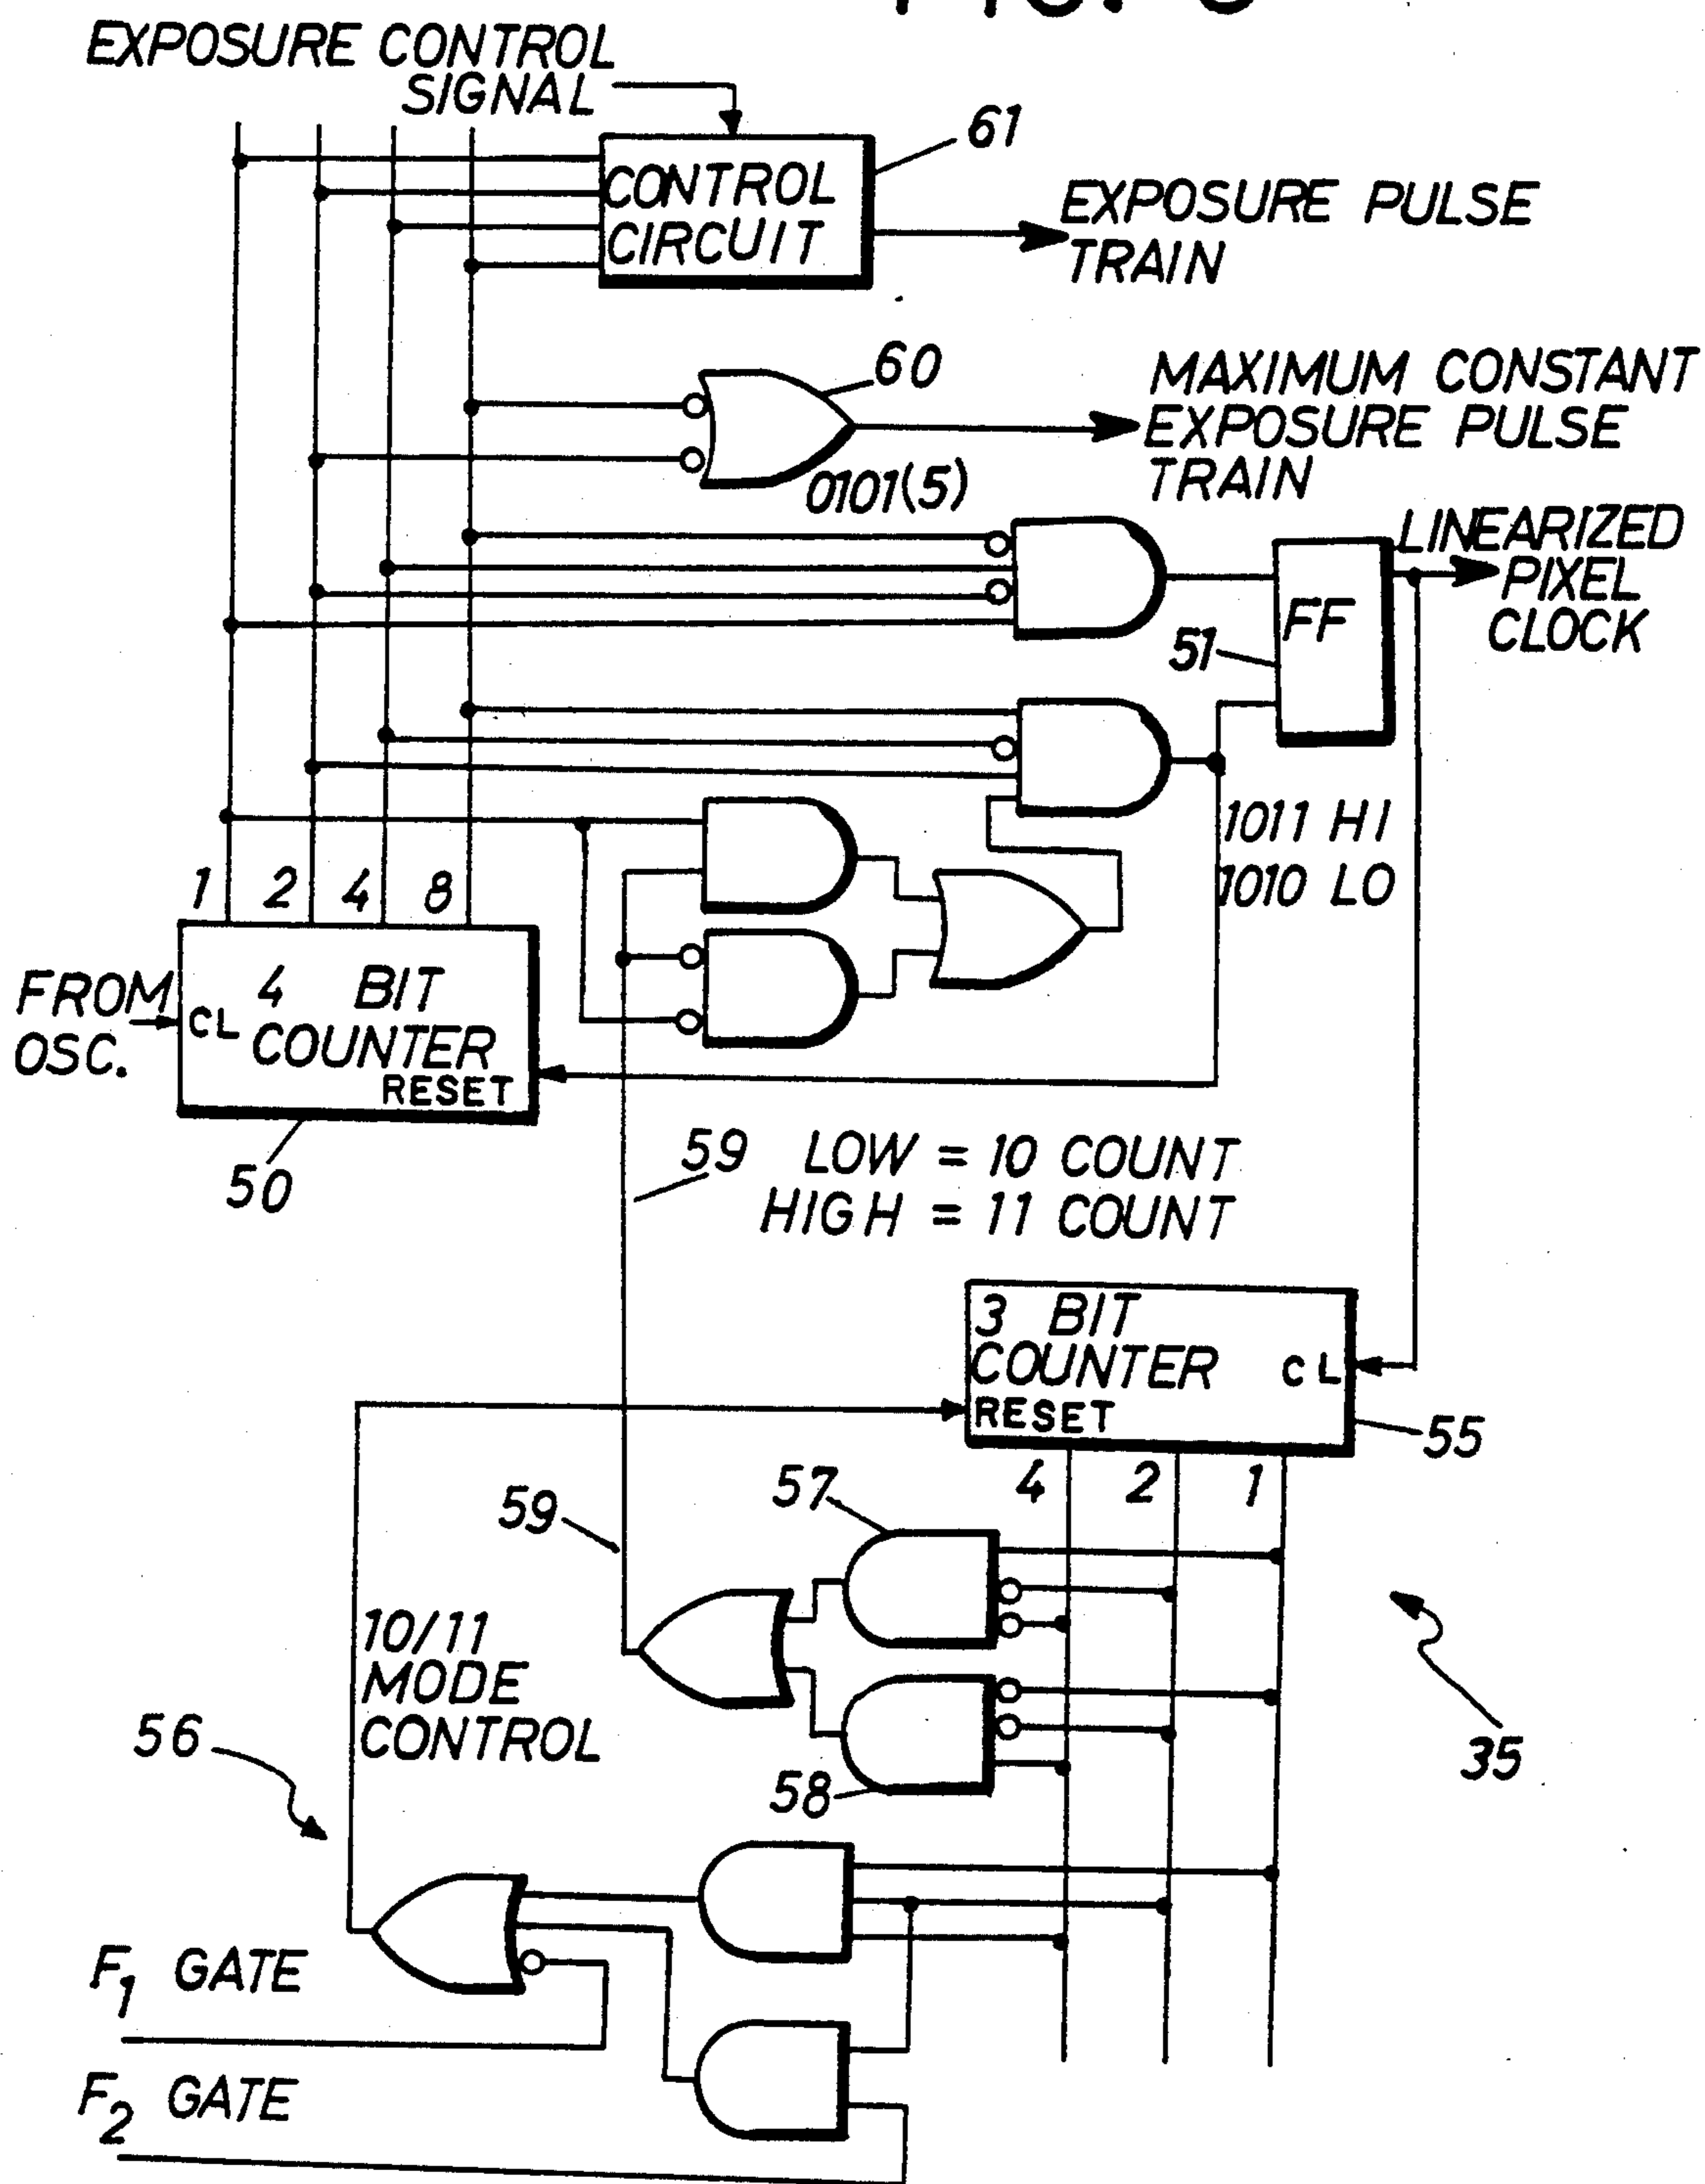 EXPOSURE CONTROL
SIGNAL
61
CONTROL
CIRCUIT
EXPOSURE PULSE
TRAIN
60
MAXIMUM CONSTANT
EXPOSURE PULSE
TRAIN
0101(5)
LINEARIZED
PIXEL
CLOCK
FF
51
1011 HI
1010 LO
1 2 4 8
FROM
OSC.
CL 4 BIT
COUNTER
RESET
50
59 LOW = 10 COUNT
HIGH = 11 COUNT
3 BIT
COUNTER CL
RESET
55
4 2 1
57
59
10/11
MODE
CONTROL
56
58
35
F1 GATE
F2 GATE